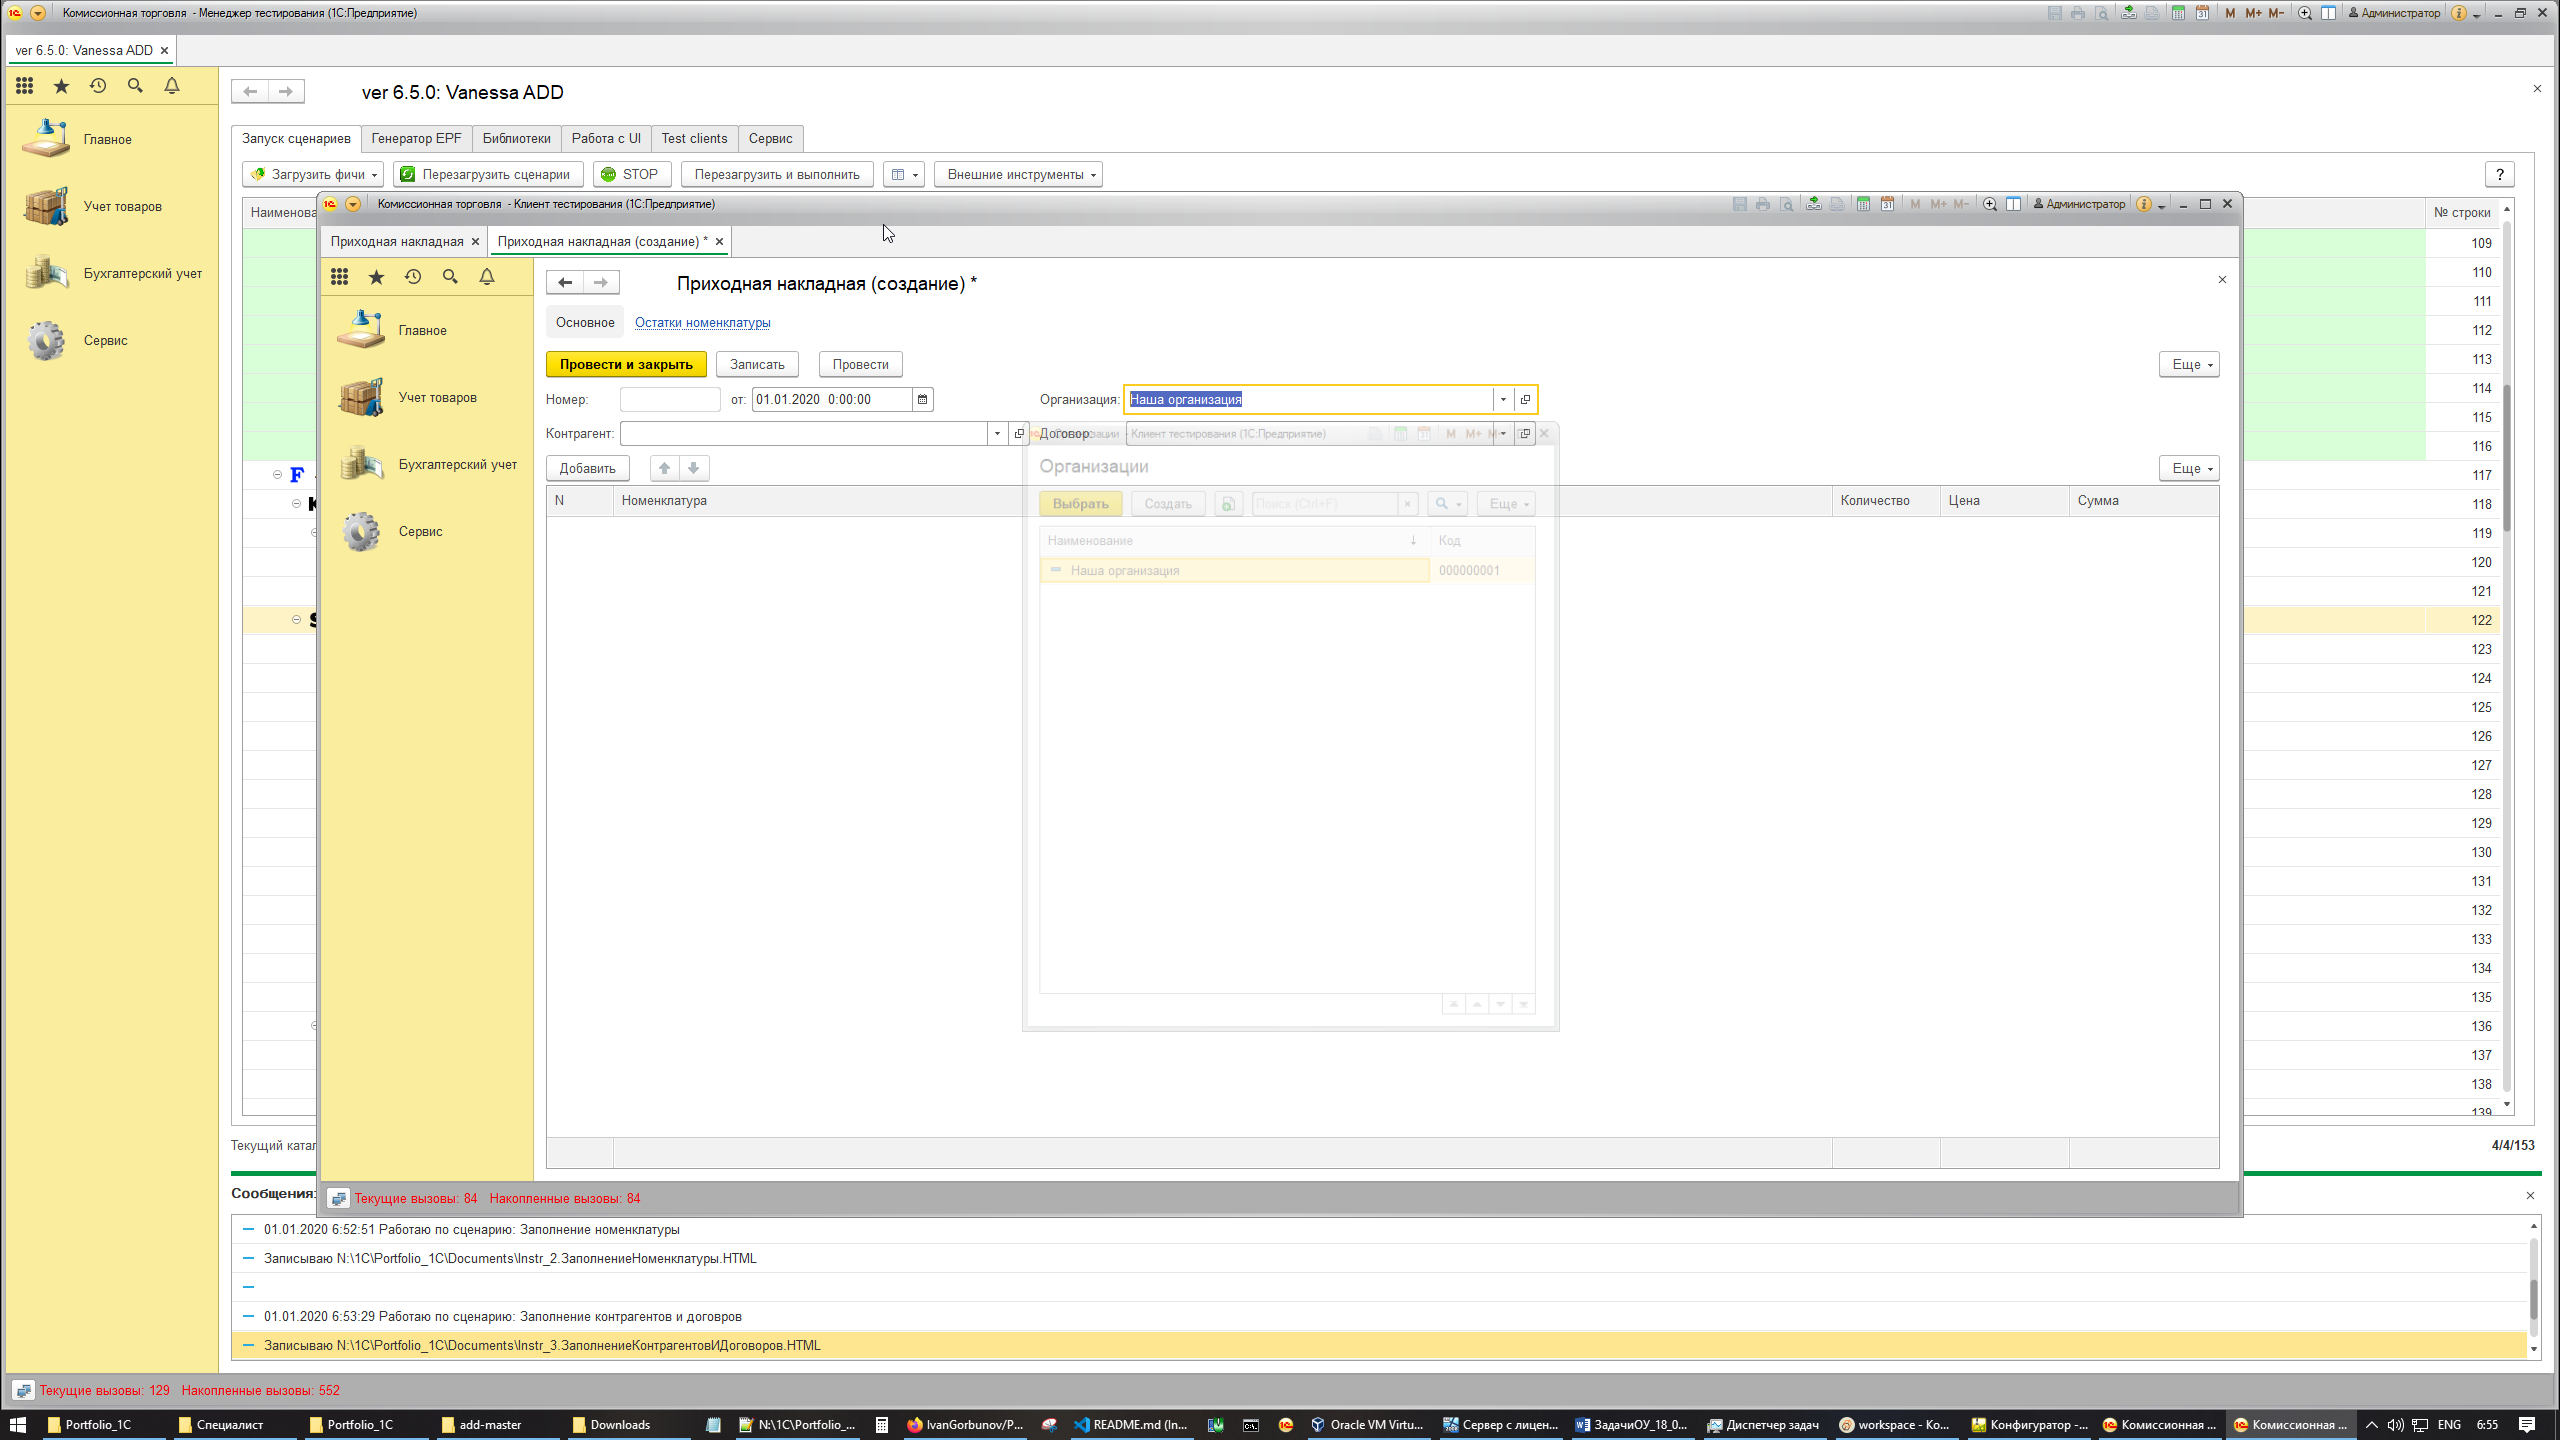 Комиссионная торговля - Менеджер тестирования (1С:Предприятие)
M M+ M- Администратор
ver 6.5.0: Vanessa ADD
ver 6.5.0: Vanessa ADD
Главное
Учет товаров
Бухгалтерский учет
Сервис
Запуск сценариев
Генератор EPF
Библиотеки
Работа с UI
Test clients
Сервис
Загрузить фичи
Перезагрузить сценарии
STOP
Перезагрузить и выполнить
Внешние инструменты
?
№ строки
109
110
111
112
113
114
115
116
117
118
119
120
121
122
123
124
125
126
127
128
129
130
131
132
133
134
135
136
137
138
139
Комиссионная торговля - Клиент тестирования (1С:Предприятие)
M M+ M- Администратор
Приходная накладная
Приходная накладная (создание) *
Главное
Учет товаров
Бухгалтерский учет
Сервис
Приходная накладная (создание) *
Основное
Остатки номенклатуры
Провести и закрыть
Записать
Провести
Еще
Номер:
от: 01.01.2020 0:00:00
Организация: Наша организация
Контрагент:
Договор:
Добавить
Еще
N
Номенклатура
Количество
Цена
Сумма
Клиент тестирования (1С:Предприятие)
M M+
Организации
Выбрать
Создать
Поиск (Ctrl+F)
Еще
Наименование
Код
Наша организация
000000001
Текущие вызовы: 84 Накопленные вызовы: 84
4/4/153
Сообщения:
01.01.2020 6:52:51 Работаю по сценарию: Заполнение номенклатуры
Записываю N:\1C\Portfolio_1C\Documents\Instr_2.ЗаполнениеНоменклатуры.HTML
01.01.2020 6:53:29 Работаю по сценарию: Заполнение контрагентов и договров
Записываю N:\1C\Portfolio_1C\Documents\Instr_3.ЗаполнениеКонтрагентовИДоговоров.HTML
Текущие вызовы: 129 Накопленные вызовы: 552
Portfolio_1C
Специалист
Portfolio_1C
add-master
Downloads
N:\1C\Portfolio_...
IvanGorbunov/P...
README.md (In...
Oracle VM Virtu...
Сервер с лицен...
ЗадачиОУ_18_0...
Диспетчер задач
workspace - Ко...
Конфигуратор -...
Комиссионная ...
Комиссионная ...
ENG
6:55